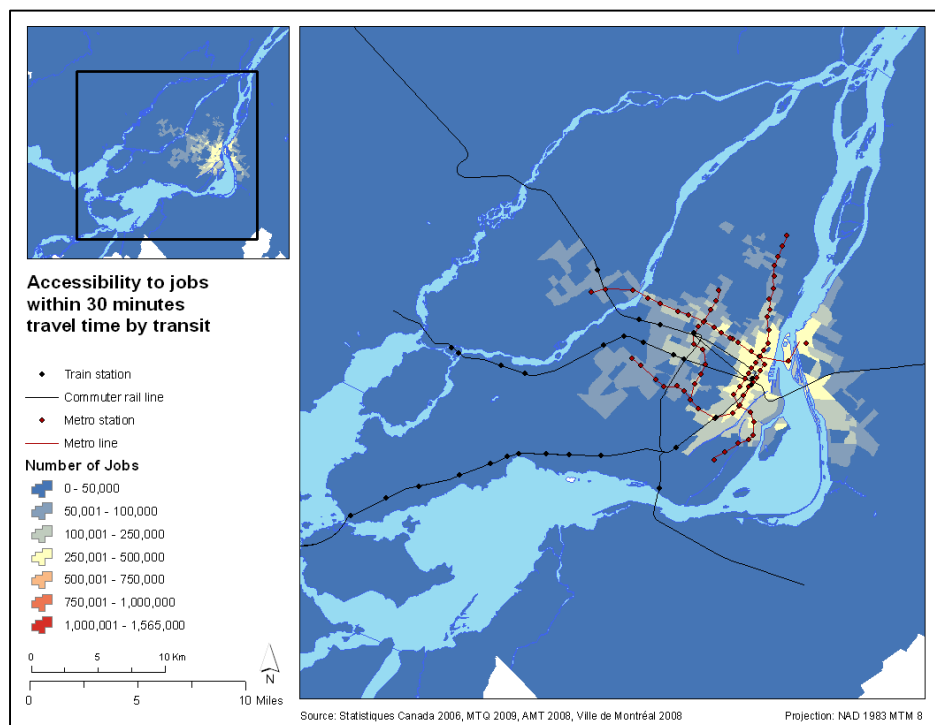 Accessibility to jobs
within 30 minutes
travel time by transit
Train station
Commuter rail line
Metro station
Metro line
Number of Jobs
0 - 50,000
50,001 - 100,000
100,001 - 250,000
250,001 - 500,000
500,001 - 750,000
750,001 - 1,000,000
1,000,001 - 1,565,000
0 5 10 Km
N
0 5 10 Miles
Source: Statistiques Canada 2006, MTQ 2009, AMT 2008, Ville de Montréal 2008 Projection: NAD 1983 MTM 8